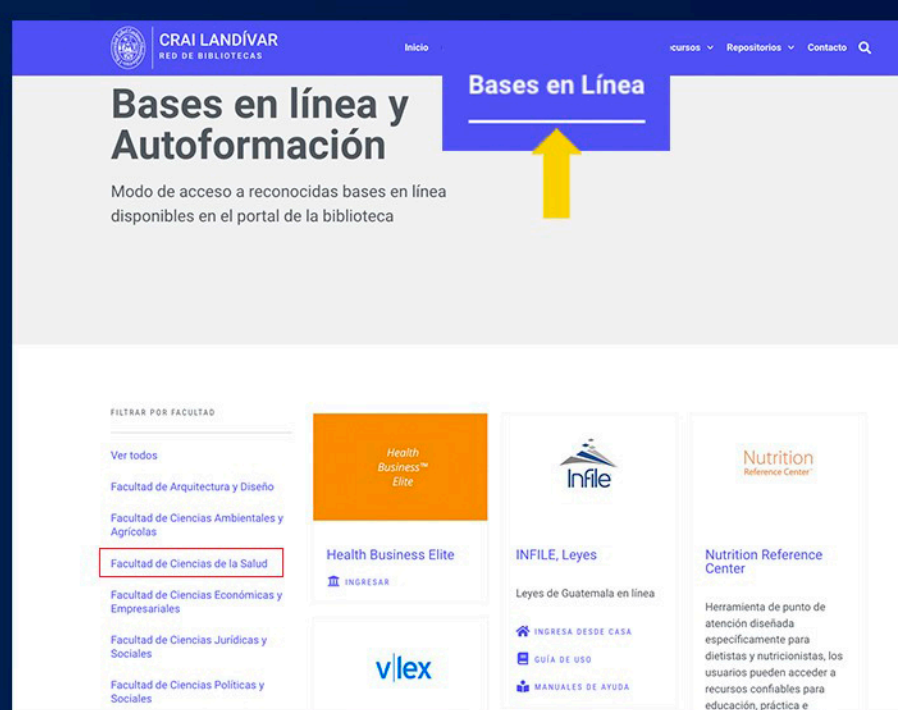 CRAI LANDÍVAR
RED DE BIBLIOTECAS
Inicio
Repositorios
Contacto
Bases en Línea
Bases en línea y
Autoformación
Modo de acceso a reconocidas bases en línea
disponibles en el portal de la biblioteca
FILTRAR POR FACULTAD
Ver todos
Facultad de Arquitectura y Diseño
Facultad de Ciencias Ambientales y
Agrícolas
Facultad de Ciencias de la Salud
Facultad de Ciencias Económicas y
Empresariales
Facultad de Ciencias Jurídicas y
Sociales
Facultad de Ciencias Políticas y
Sociales
Health
Business™
Elite
Health Business Elite
INGRESAR
vlex
Infile
INFILE, Leyes
Leyes de Guatemala en línea
INGRESA DESDE CASA
GUÍA DE USO
MANUALES DE AYUDA
Nutrition
Reference Center™
Nutrition Reference
Center
Herramienta de punto de
atención diseñada
específicamente para
dietistas y nutricionistas, los
usuarios pueden acceder a
recursos confiables para
educación, práctica e